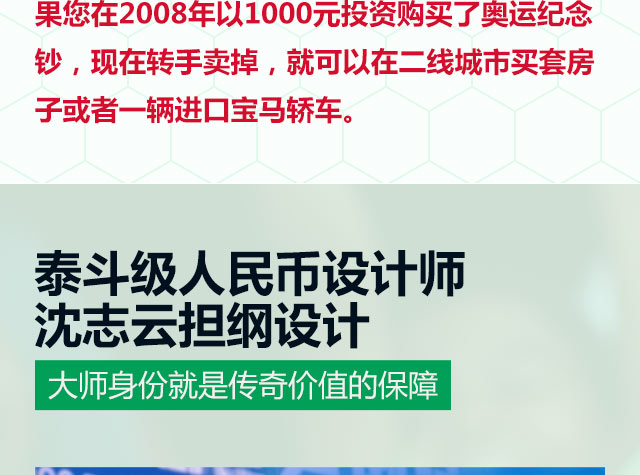 果您在2008年以1000元投资购买了奥运纪念
钞，现在转手卖掉，就可以在二线城市买套房
子或者一辆进口宝马轿车。
泰斗级人民币设计师
沈志云担纲设计
大师身份就是传奇价值的保障